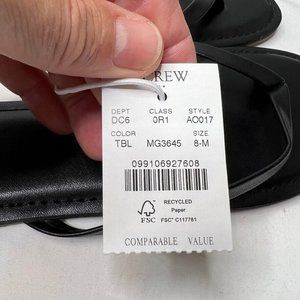 CREW
DEPT CLASS STYLE
DC6 0R1 AO017
COLOR SIZE
TBL MG3645 8-M
099106927608
RECYCLED
Paper
FSC
FSC® C117781
COMPARABLE VALUE